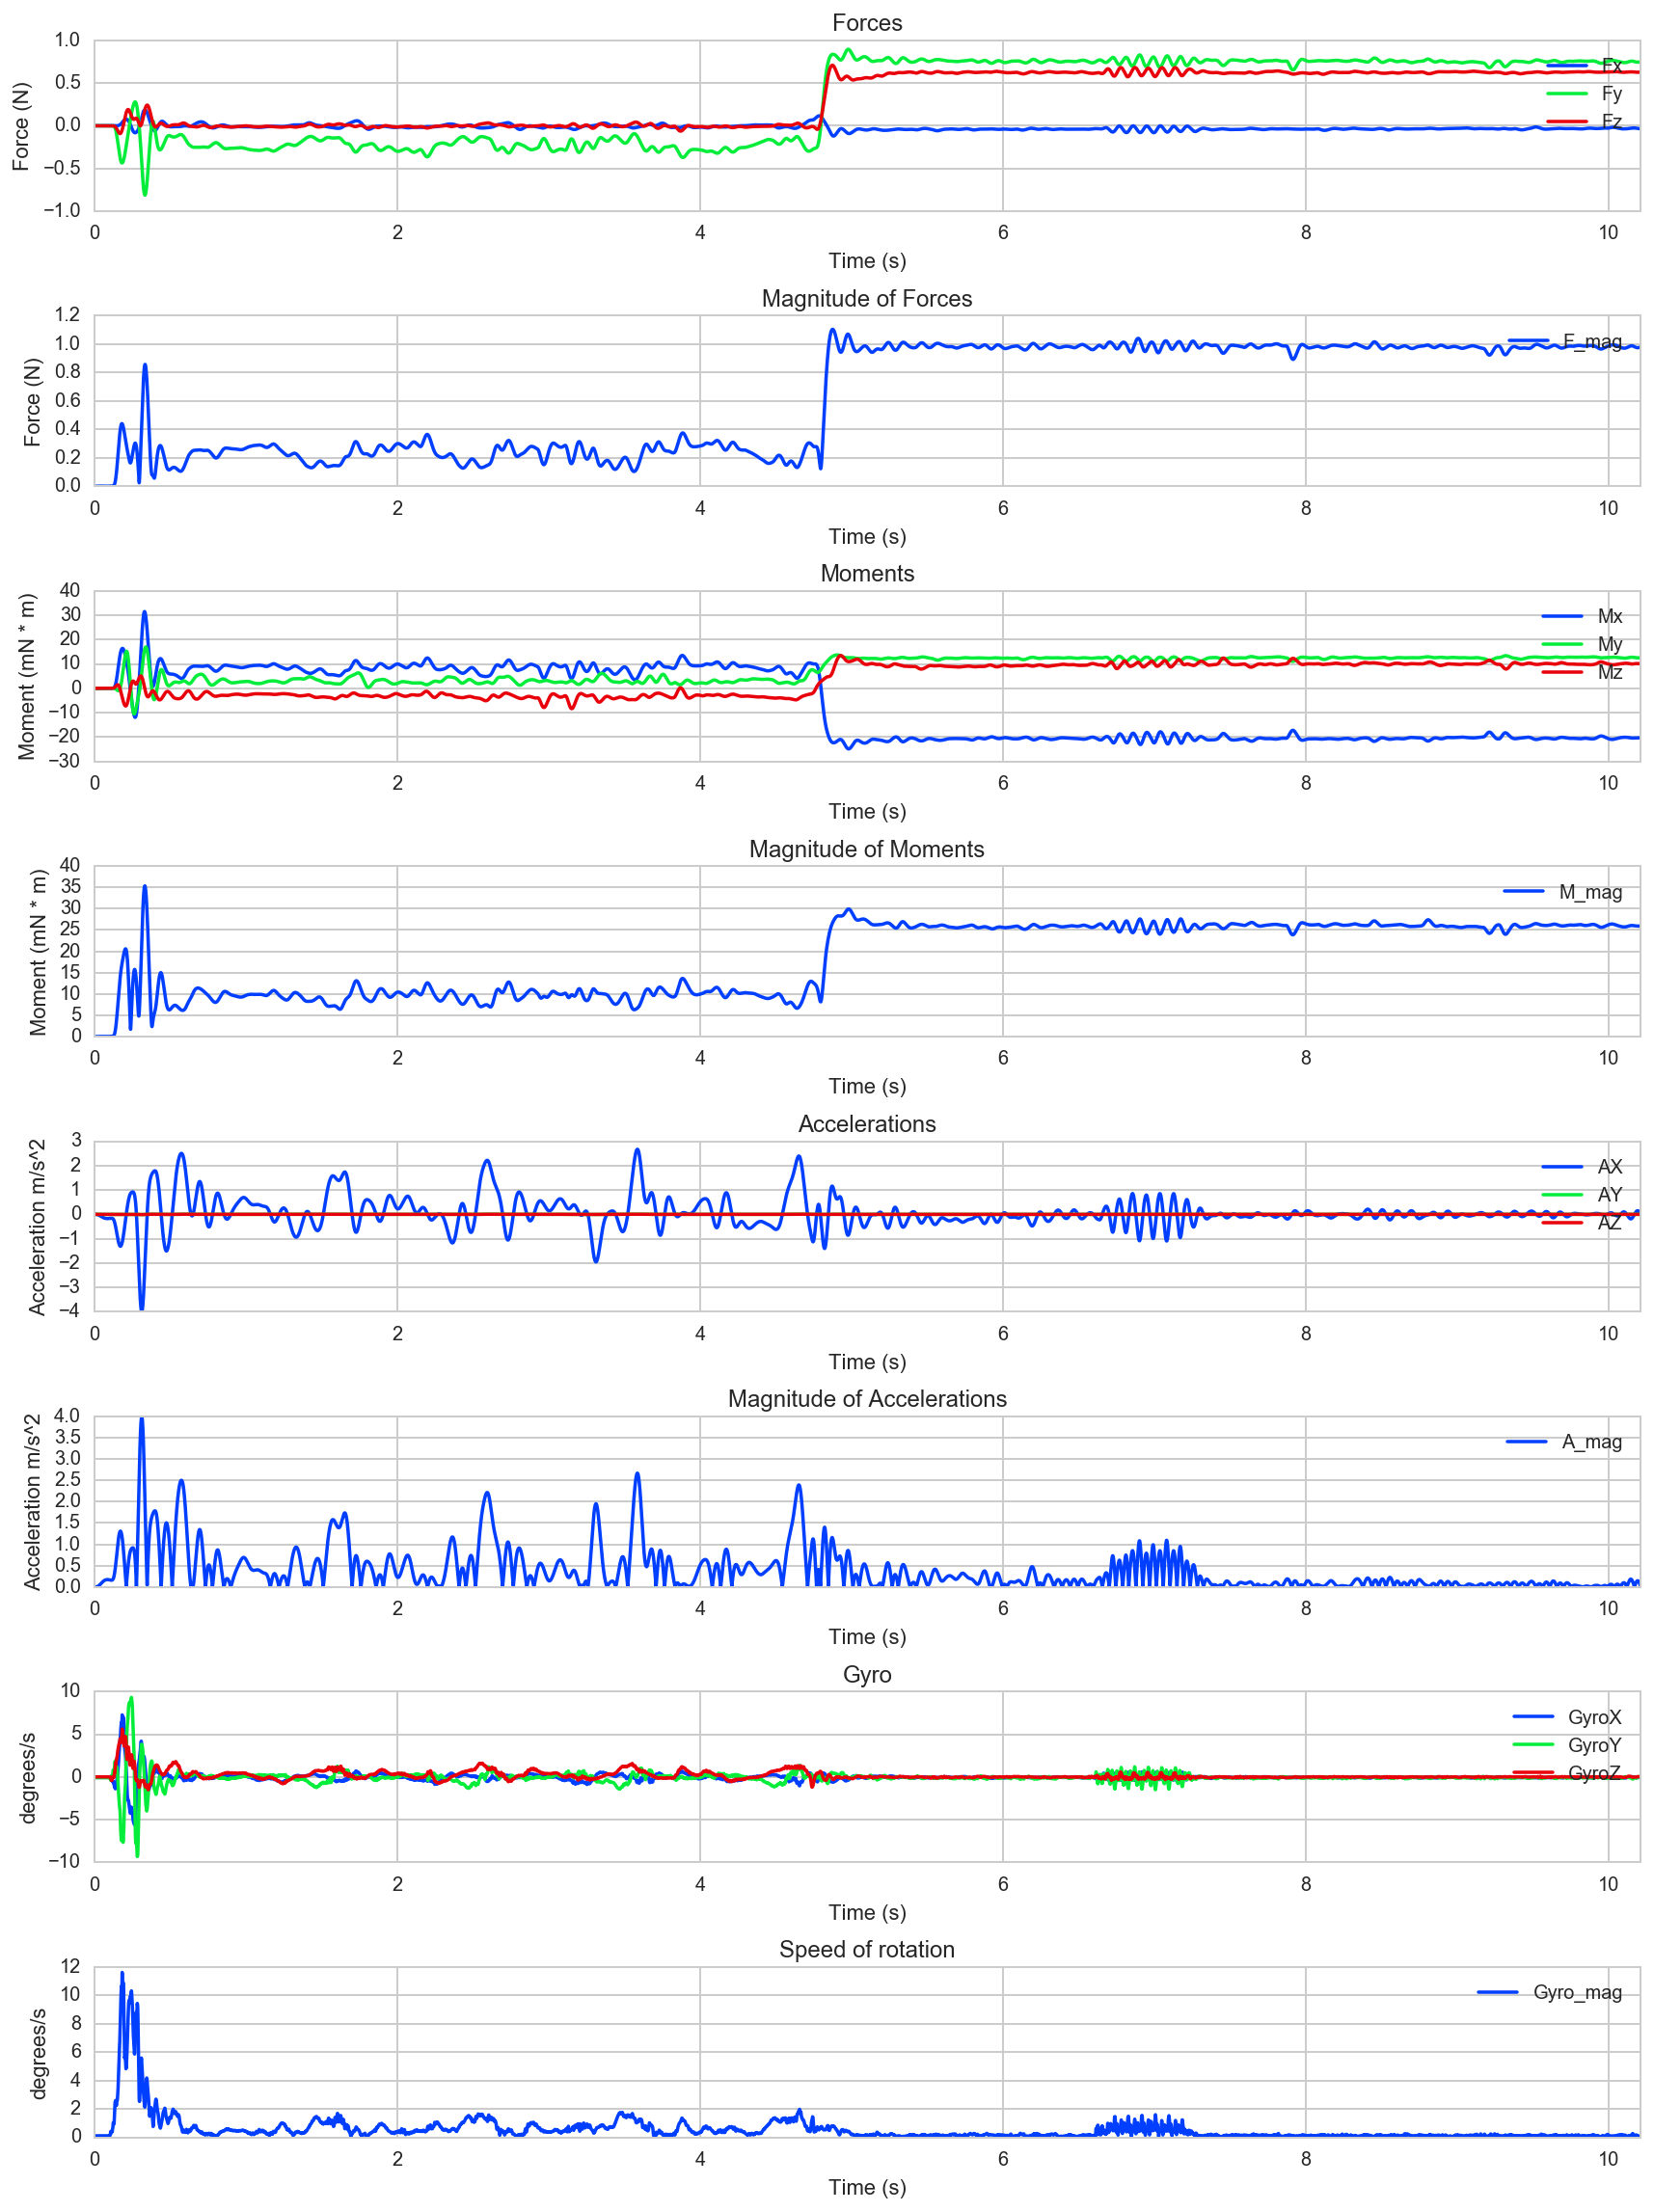 Forces
1.0
0.5
0.0
−0.5
−1.0
Force (N)
Fx
Fy
Fz
0 2 4 6 8 10
Time (s)
Magnitude of Forces
1.2
1.0
0.8
0.6
0.4
0.2
0.0
Force (N)
F_mag
0 2 4 6 8 10
Time (s)
Moments
40
30
20
10
0
−10
−20
−30
Moment (mN * m)
Mx
My
Mz
0 2 4 6 8 10
Time (s)
Magnitude of Moments
40
35
30
25
20
15
10
5
0
Moment (mN * m)
M_mag
0 2 4 6 8 10
Time (s)
Accelerations
3
2
1
0
−1
−2
−3
−4
Acceleration m/s^2
AX
AY
AZ
0 2 4 6 8 10
Time (s)
Magnitude of Accelerations
4.0
3.5
3.0
2.5
2.0
1.5
1.0
0.5
0.0
Acceleration m/s^2
A_mag
0 2 4 6 8 10
Time (s)
Gyro
10
5
0
−5
−10
degrees/s
GyroX
GyroY
GyroZ
0 2 4 6 8 10
Time (s)
Speed of rotation
12
10
8
6
4
2
0
degrees/s
Gyro_mag
0 2 4 6 8 10
Time (s)